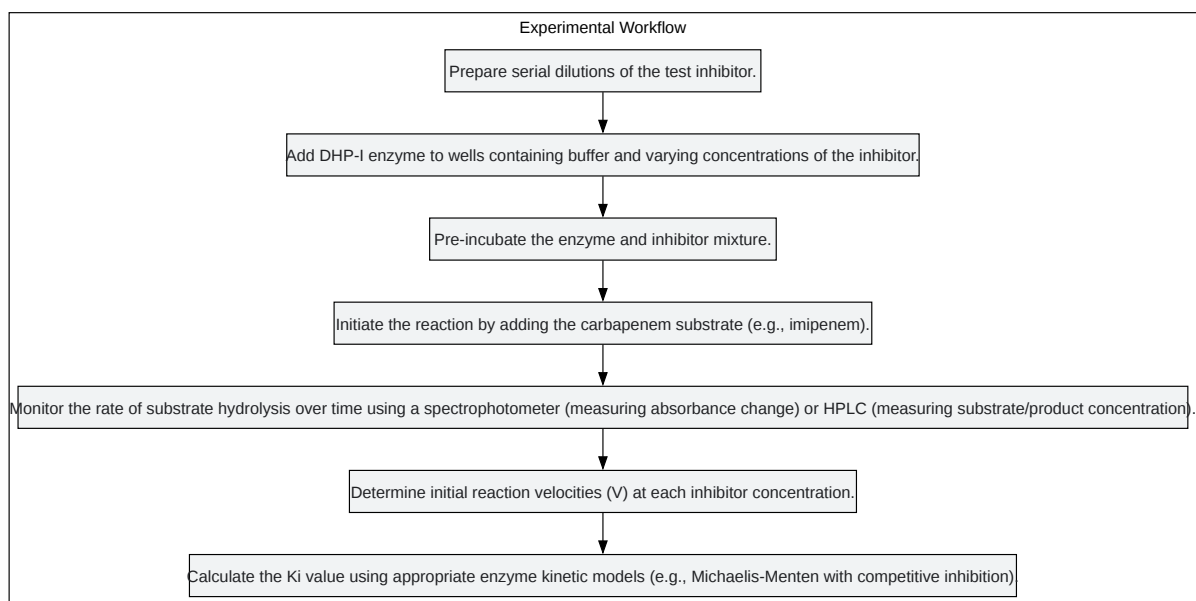 Experimental Workflow
Prepare serial dilutions of the test inhibitor.
Add DHP-I enzyme to wells containing buffer and varying concentrations of the inhibitor.
Pre-incubate the enzyme and inhibitor mixture.
Initiate the reaction by adding the carbapenem substrate (e.g., imipenem).
Monitor the rate of substrate hydrolysis over time using a spectrophotometer (measuring absorbance change) or HPLC (measuring substrate/product concentration).
Determine initial reaction velocities (V) at each inhibitor concentration.
Calculate the Ki value using appropriate enzyme kinetic models (e.g., Michaelis-Menten with competitive inhibition).